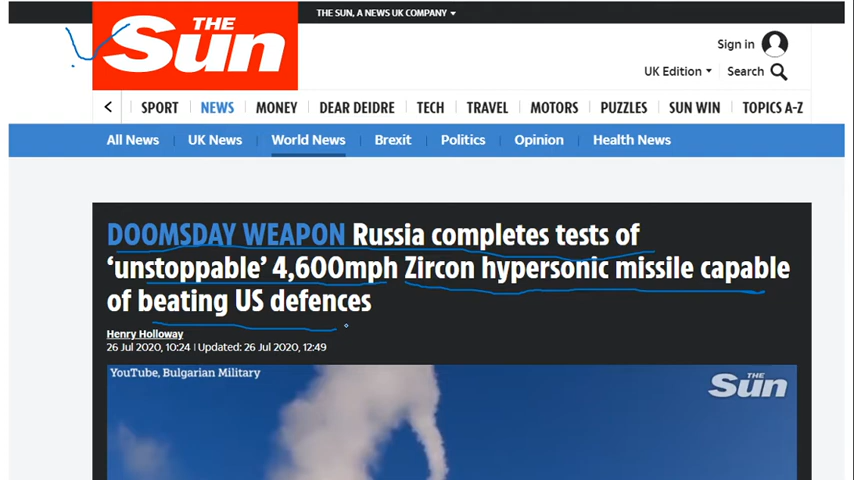 THE SUN, A NEWS UK COMPANY
THE
Sun
Sign in
UK Edition
Search
SPORT NEWS MONEY DEAR DEIDRE TECH TRAVEL MOTORS PUZZLES SUN WIN TOPICS A-Z
All News UK News World News Brexit Politics Opinion Health News
DOOMSDAY WEAPON Russia completes tests of
‘unstoppable’ 4,600mph Zircon hypersonic missile capable
of beating US defences
Henry Holloway
26 Jul 2020, 10:24 | Updated: 26 Jul 2020, 12:49
YouTube, Bulgarian Military
THE
Sun